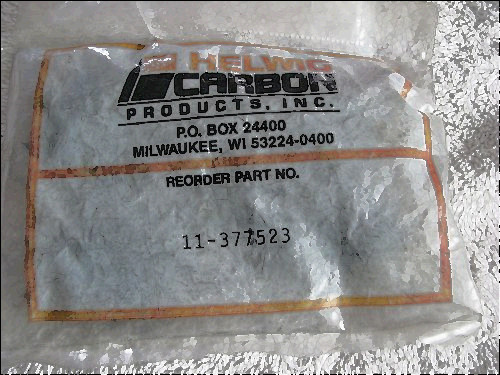 HELWIG
CARBON
PRODUCTS, INC.
P.O. BOX 24400
MILWAUKEE, WI 53224-0400
REORDER PART NO.
11-377523